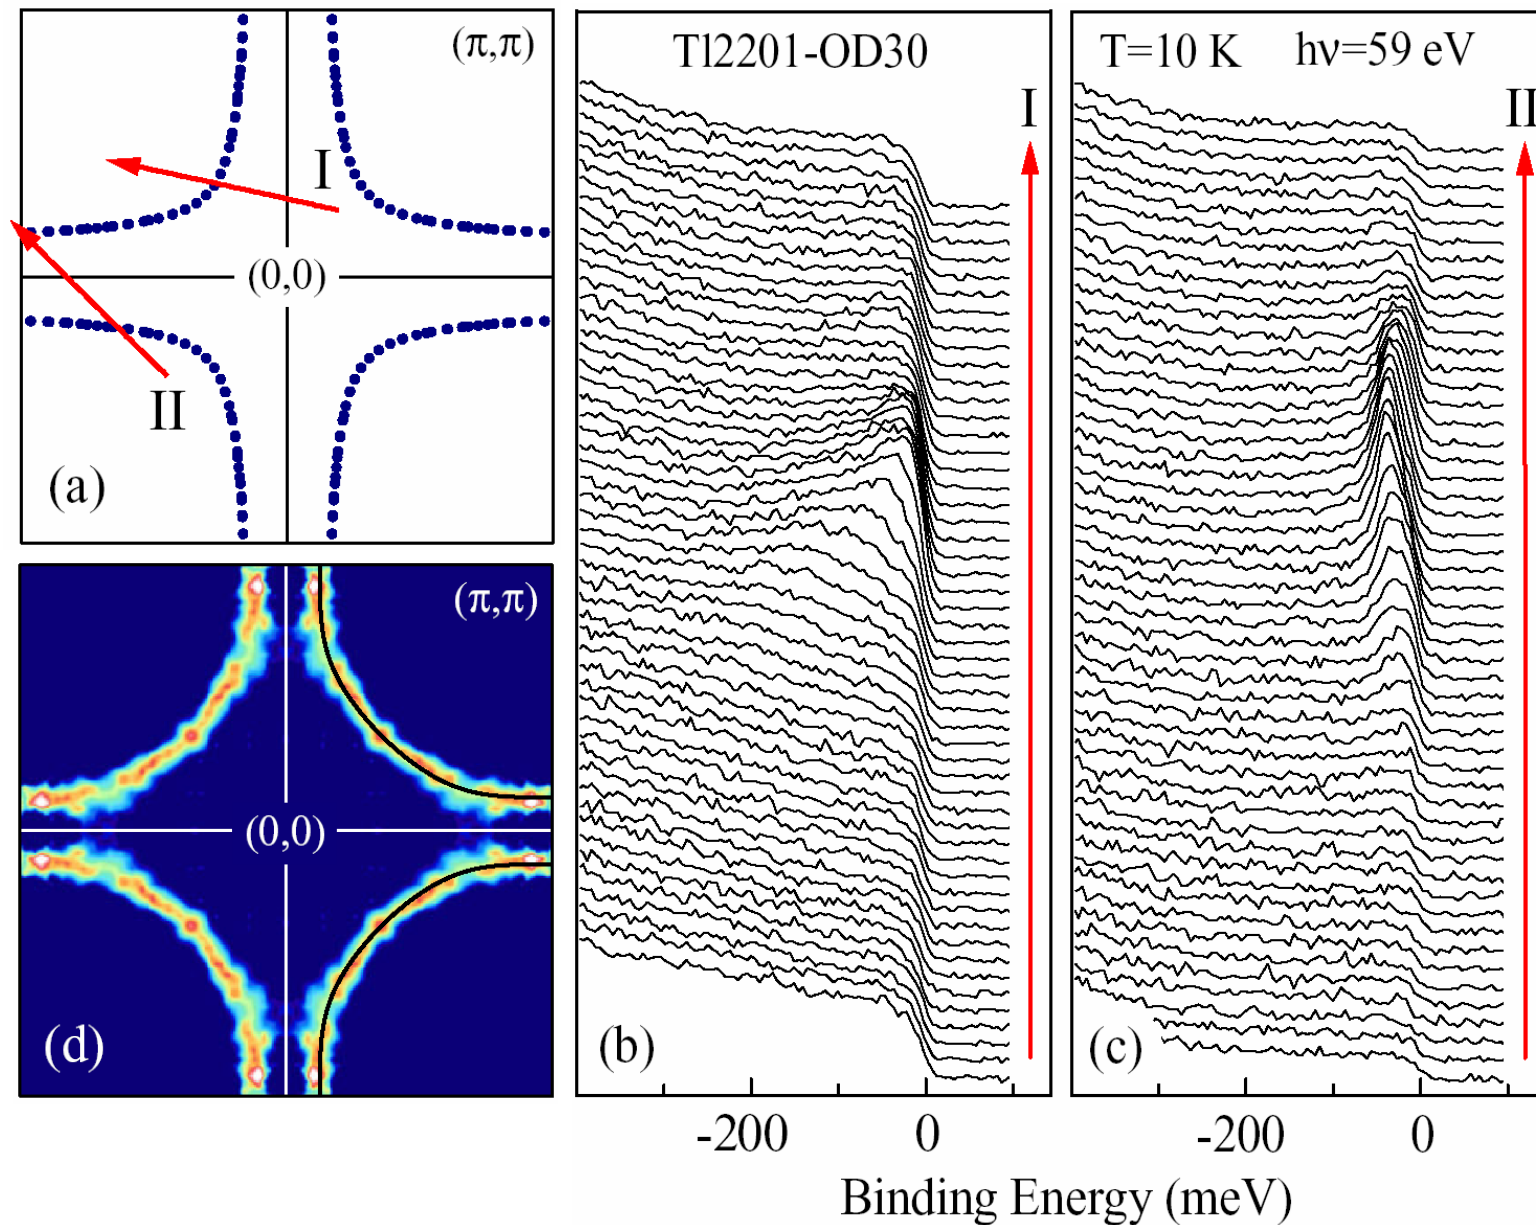 (π,π)
I
(0,0)
II
(a)
(π,π)
(0,0)
(d)
Tl2201-OD30
I
(b)
-200 0
T=10 K hν=59 eV
II
(c)
-200 0
Binding Energy (meV)